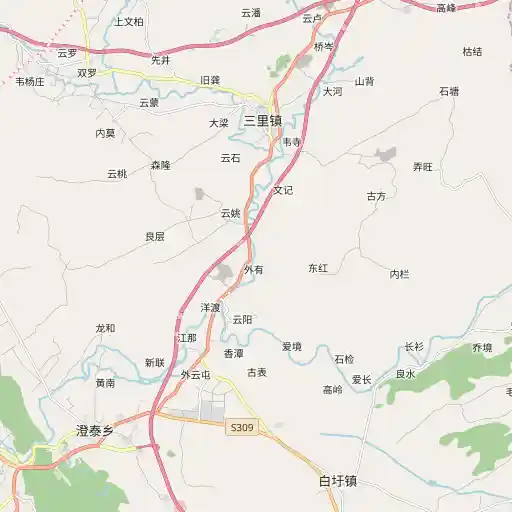 高峰
云潘
云卢
上文柏
桥岑
枯结
云罗
先井
双罗
韦杨庄
旧龚
山背
大河
石塘
云蒙
三里镇
大梁
内莫
韦寺
云石
森隆
弄旺
云桃
文记
古方
云姚
良层
外有
东红
内栏
洋渡
云阳
龙和
江那
爱境
长衫
乔境
香潭
石检
新联
古表
外云屯
爱长
良水
黄南
高岭
S309
澄泰乡
白圩镇